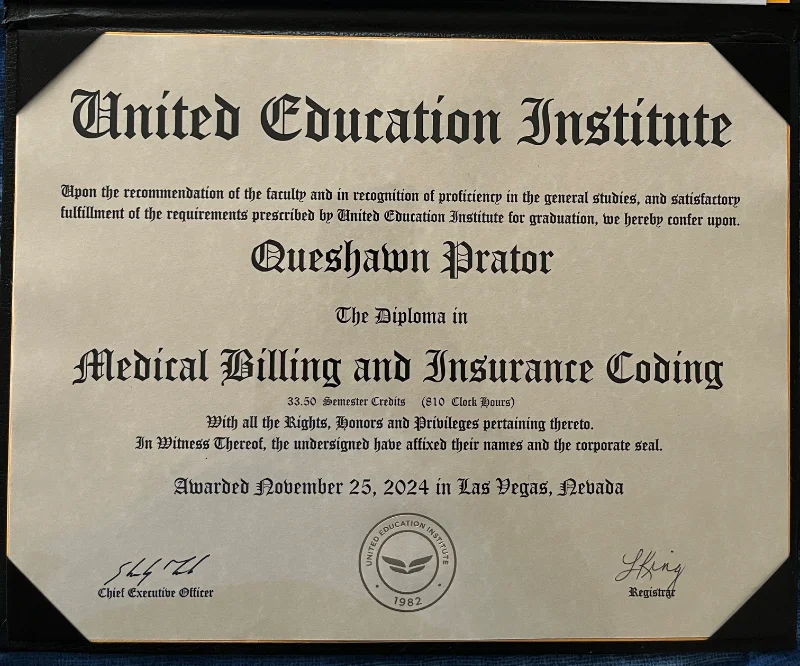 United Education Institute
Upon the recommendation of the faculty and in recognition of proficiency in the general studies, and satisfactory
fulfillment of the requirements prescribed by United Education Institute for graduation, we hereby confer upon.
Queshawn Prator
The Diploma in
Medical Billing and Insurance Coding
33.50 Semester Credits (810 Clock Hours)
With all the Rights, Honors and Privileges pertaining thereto.
In Witness Thereof, the undersigned have affixed their names and the corporate seal.
Awarded November 25, 2024 in Las Vegas, Nevada
UNITED EDUCATION INSTITUTE
1982
LKing
Chief Executive Officer
Registrar